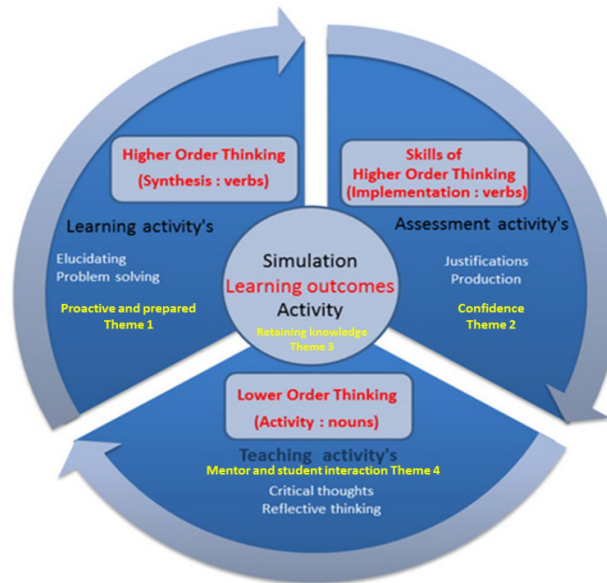 Higher Order Thinking
(Synthesis : verbs)
Learning activity's
Elucidating
Problem solving
Proactive and prepared
Theme 1
Skills of
Higher Order Thinking
(Implementation : verbs)
Assessment activity's
Justifications
Production
Confidence
Theme 2
Simulation
Learning outcomes
Activity
Retaining knowledge
Theme 3
Lower Order Thinking
(Activity : nouns)
Teaching activity's
Mentor and student interaction Theme 4
Critical thoughts
Reflective thinking